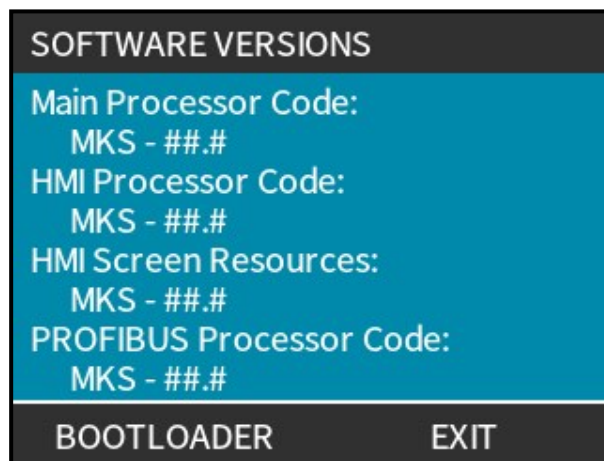 SOFTWARE VERSIONS
Main Processor Code:
MKS - ##.#
HMI Processor Code:
MKS - ##.#
HMI Screen Resources:
MKS - ##.#
PROFIBUS Processor Code:
MKS - ##.#
BOOTLOADER EXIT